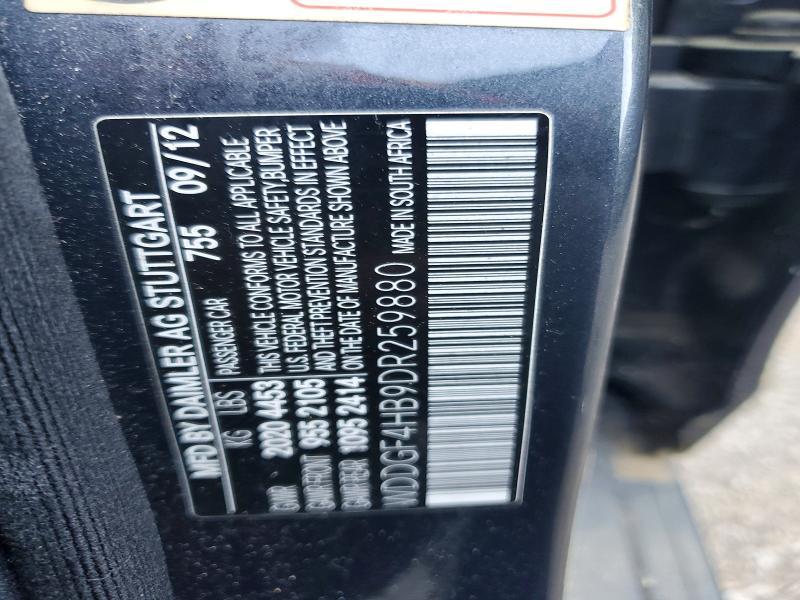 MFD BY DAIMLER AG STUTTGART
755 09/12
KG LBS PASSENGER CAR
GVWR 2020 4453 THIS VEHICLE CONFORMS TO ALL APPLICABLE
GAWR FRONT 955 2105 U.S. FEDERAL MOTOR VEHICLE SAFETY,BUMPER
GAWR REAR 1095 2414 AND THEFT PREVENTION STANDARDS IN EFFECT
ON THE DATE OF MANUFACTURE SHOWN ABOVE
WDDGF4HB9DR259880 MADE IN SOUTH AFRICA